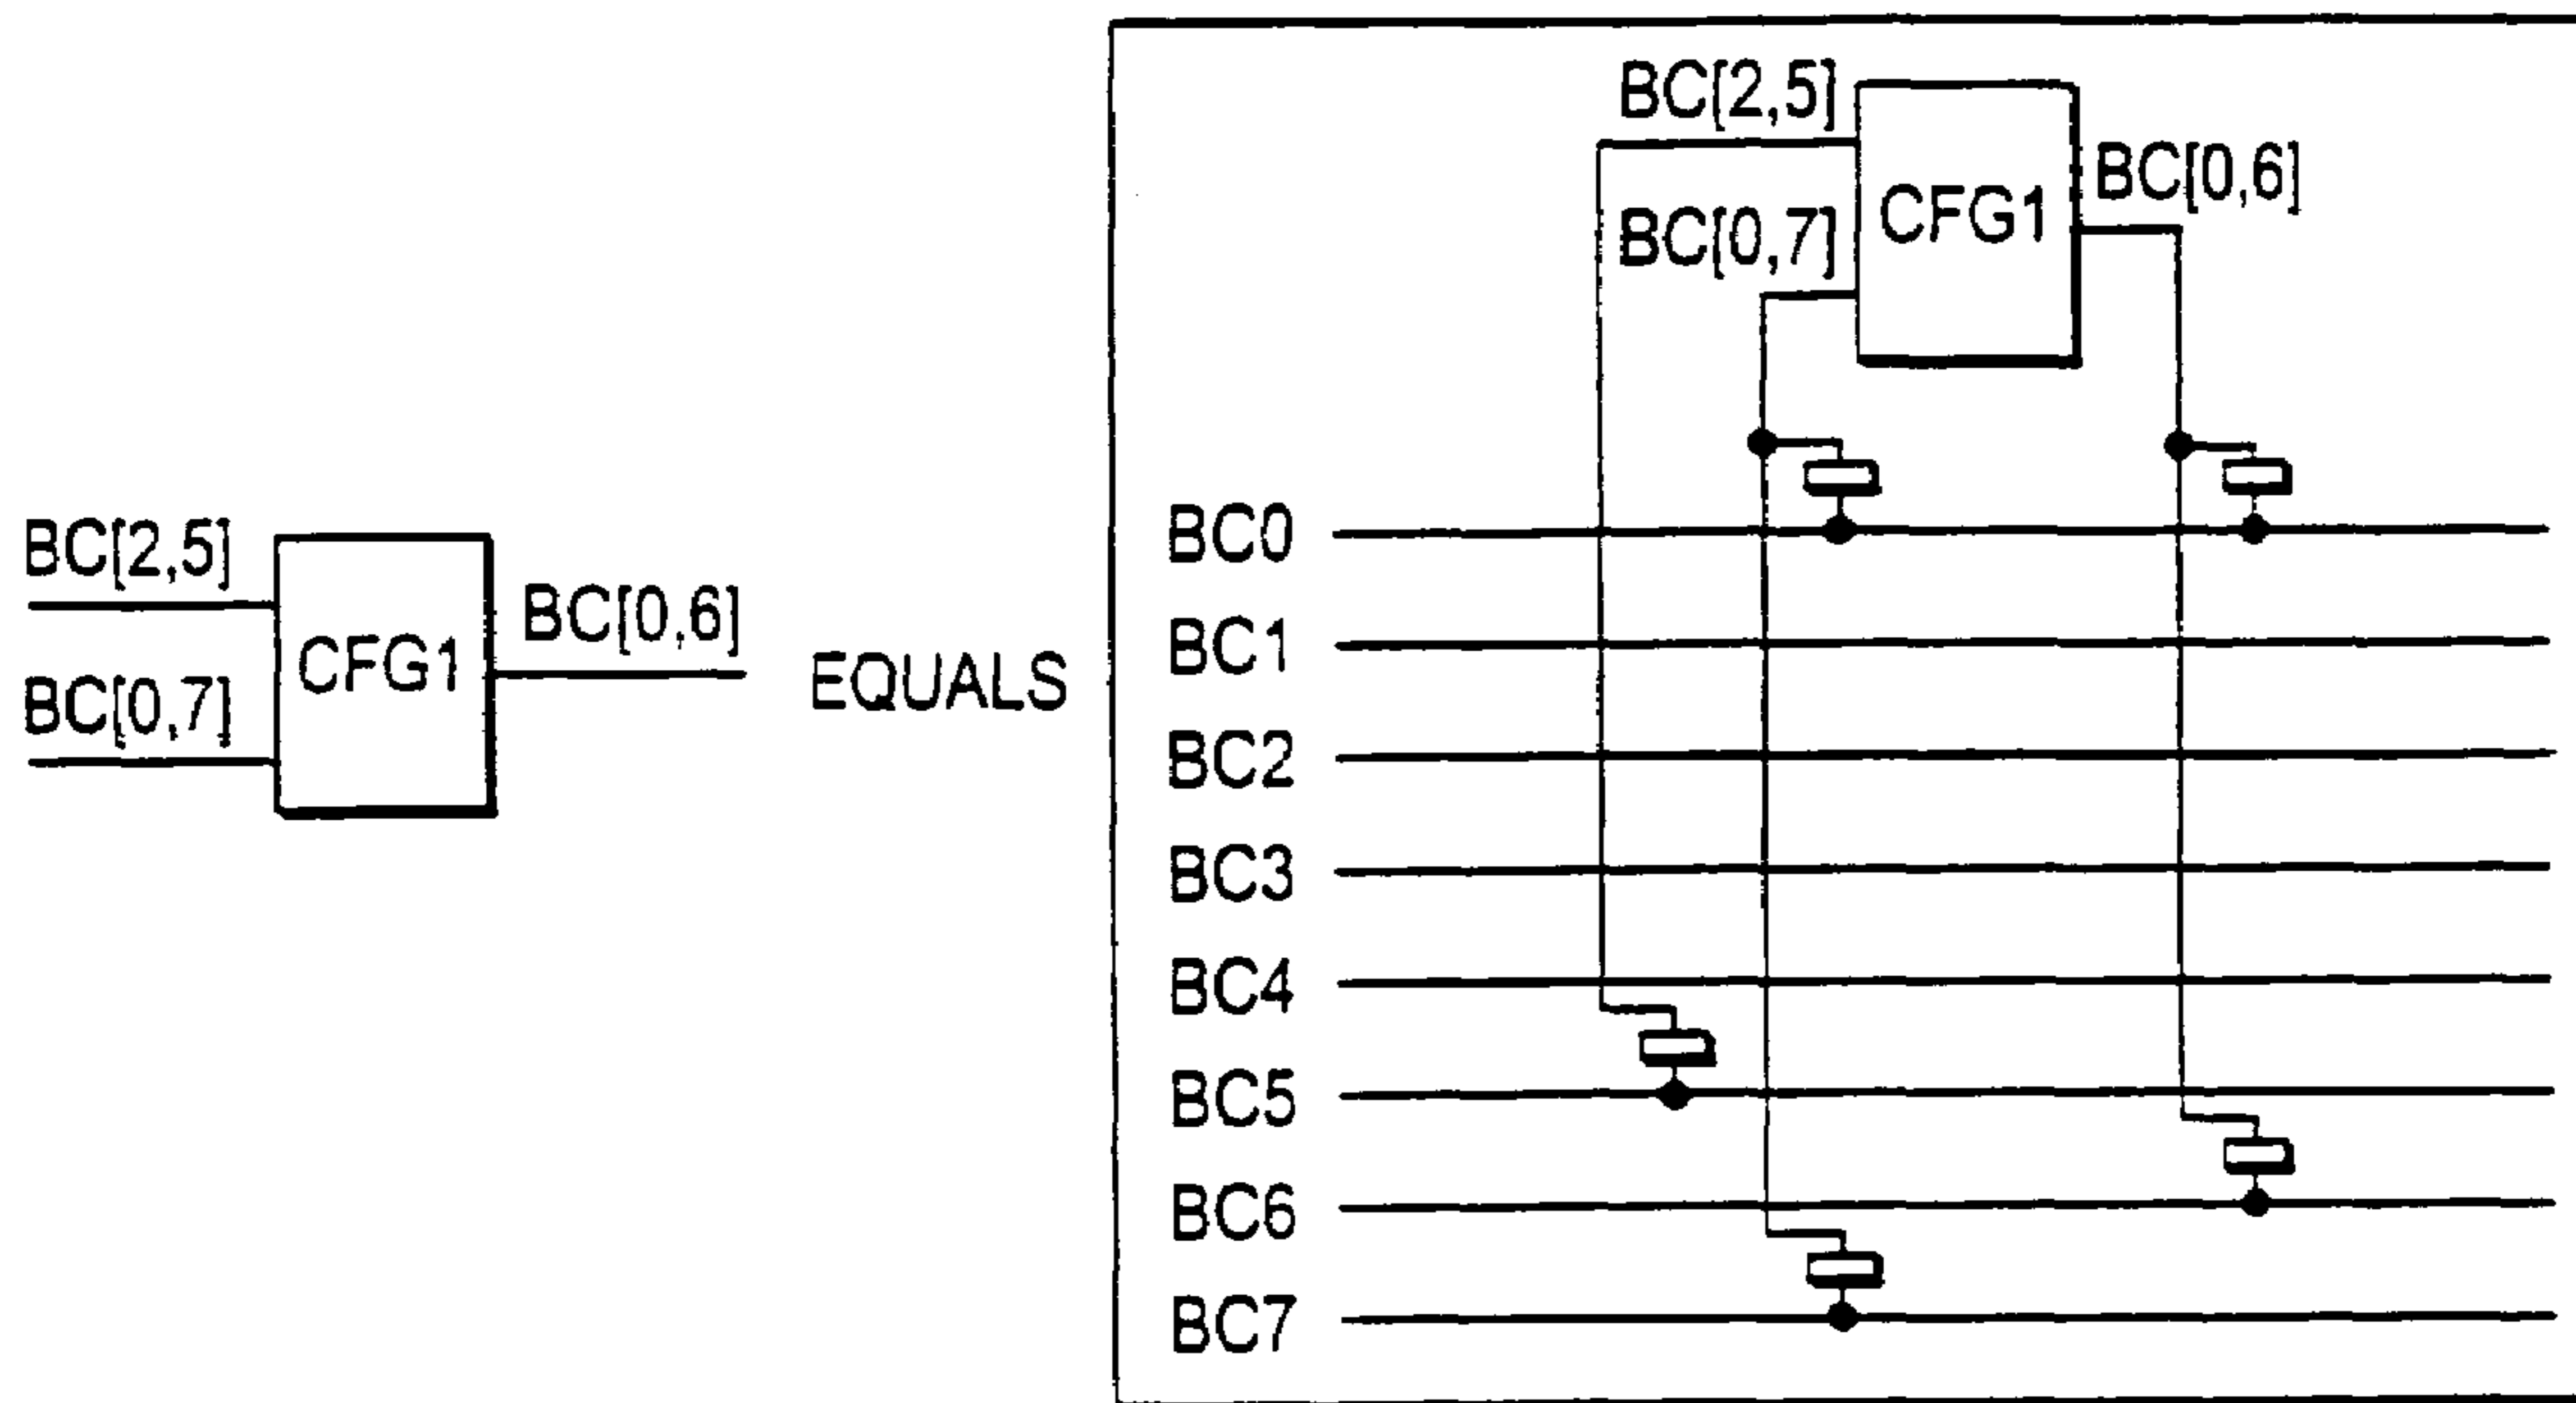 BC[2,5]
BC[0,7]
CFG1
BC[0,6]
EQUALS
BC[2,5]
BC[0,7]
CFG1
BC[0,6]
BC0
BC1
BC2
BC3
BC4
BC5
BC6
BC7